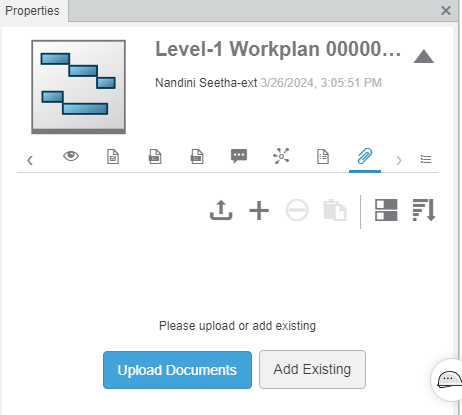 Properties
Level-1 Workplan 00000…
Nandini Seetha-ext 3/26/2024, 3:05:51 PM
Please upload or add existing
Upload Documents
Add Existing